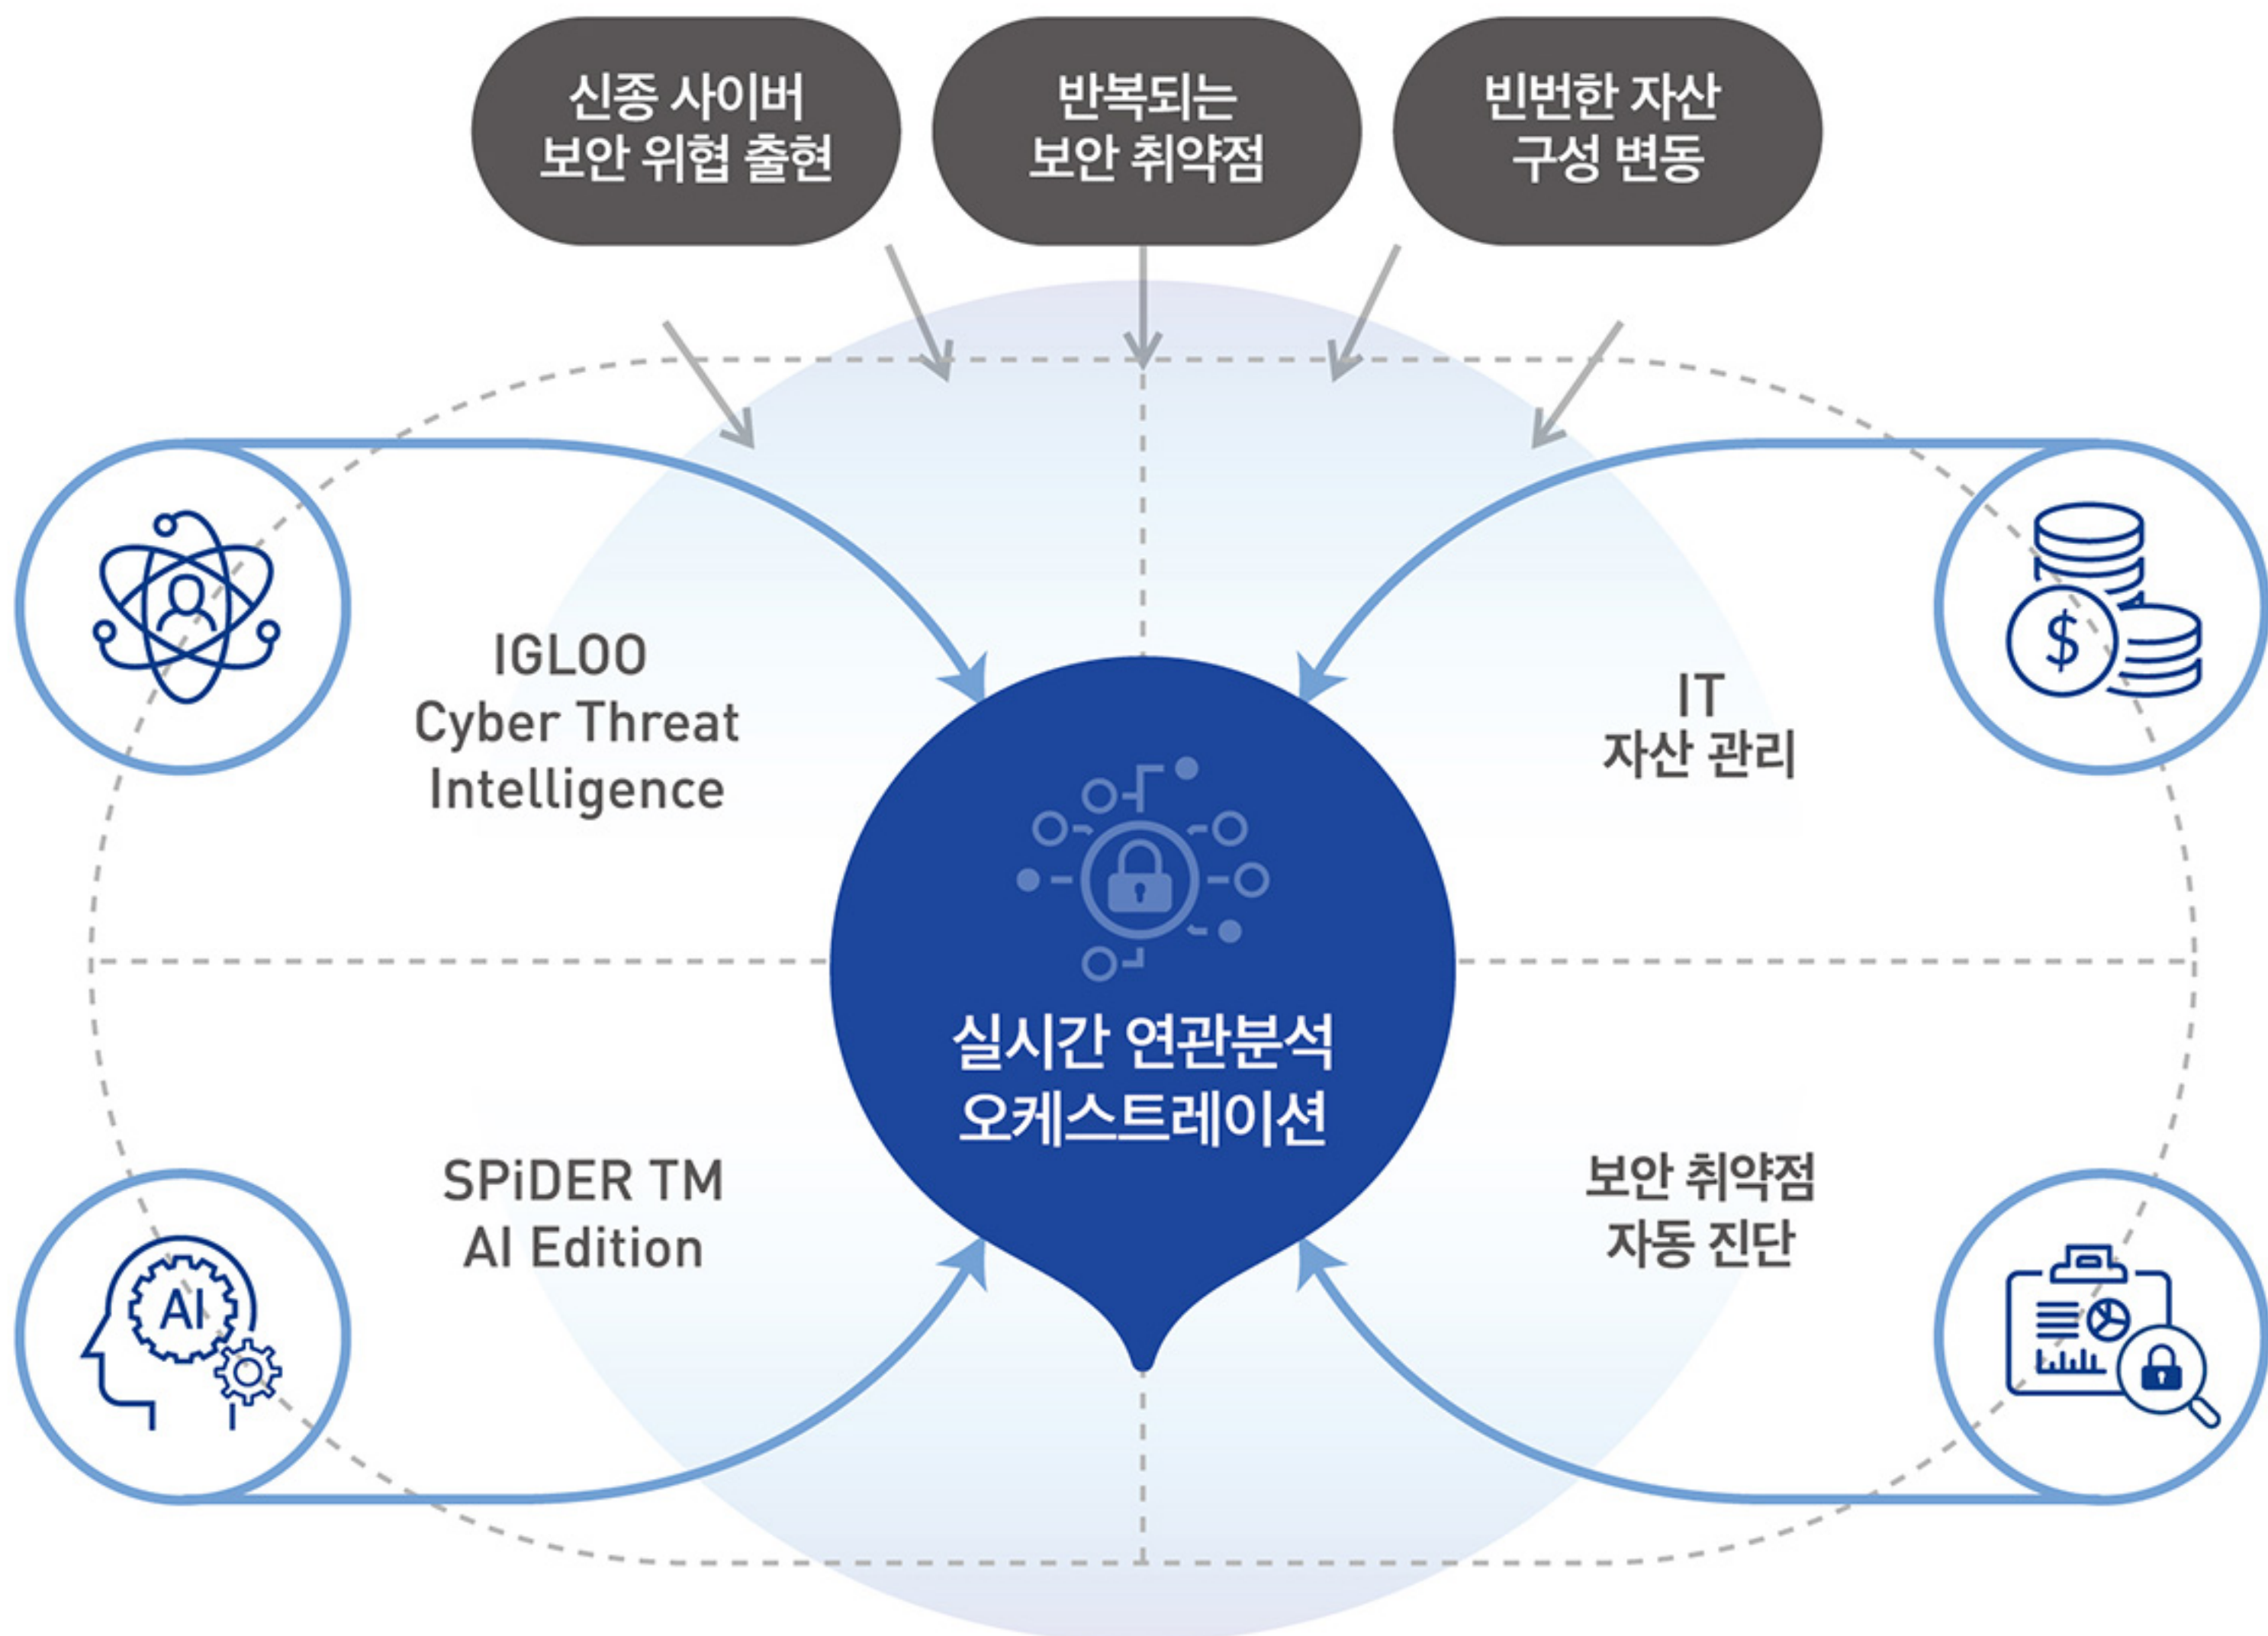 신종 사이버
보안 위협 출현
반복되는
보안 취약점
빈번한 자산
구성 변동
IGLOO
Cyber Threat
Intelligence
$
IT
자산 관리
실시간 연관분석
오케스트레이션
SPiDER TM
AI Edition
AI
보안 취약점
자동 진단